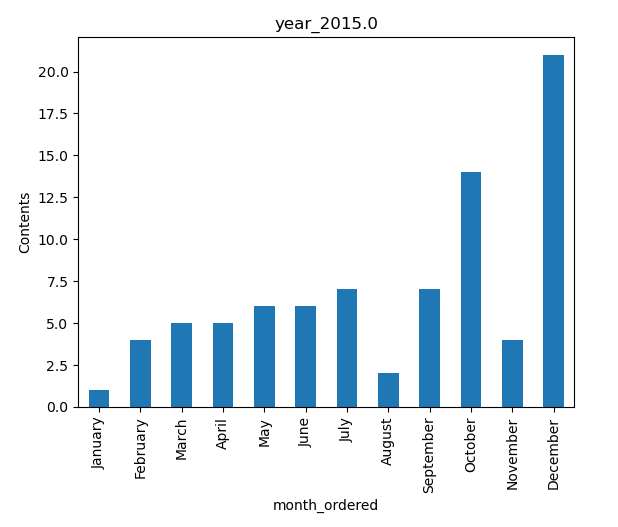 year_2015.0
Contents
20.0
17.5
15.0
12.5
10.0
7.5
5.0
2.5
0.0
January
February
March
April
May
June
July
August
September
October
November
December
month_ordered